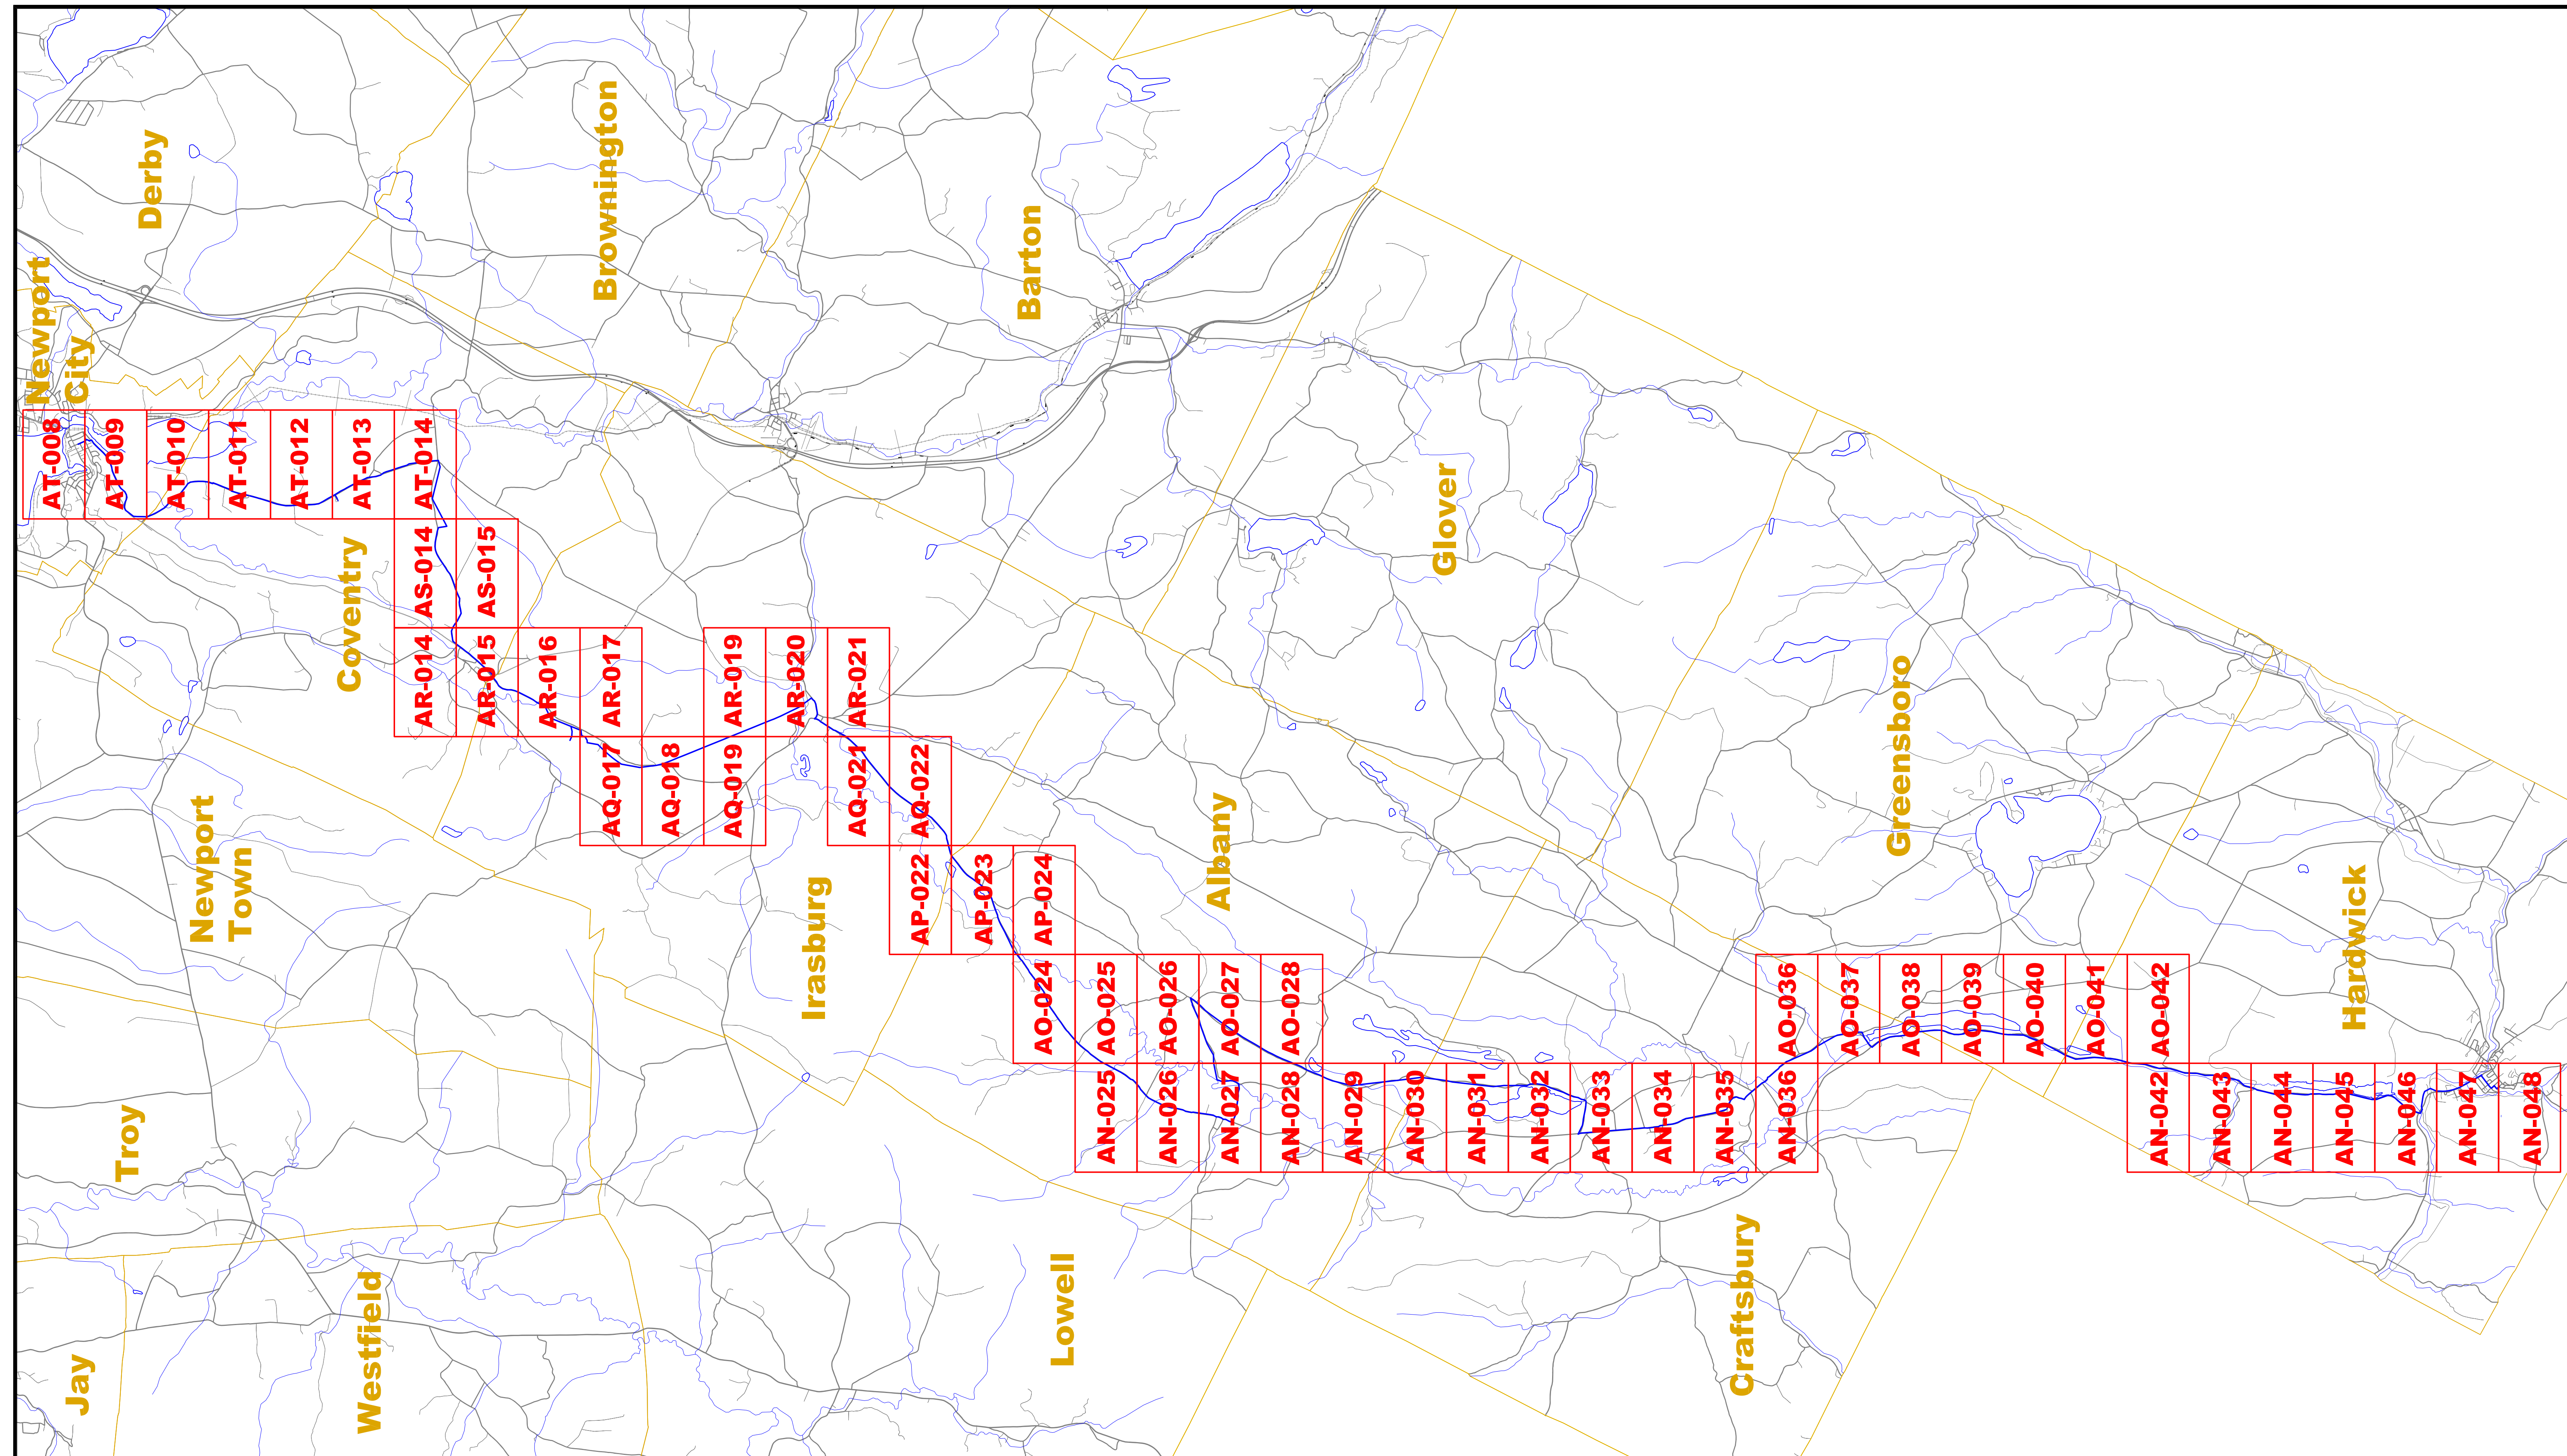 Derby
Brownington
Barton
Newport
City
AT-008
AT-009
AT-010
AT-011
AT-012
AT-013
AT-014
Coventry
AS-014
AS-015
Glover
AR-014
AR-015
AR-016
AR-017
AR-019
AR-020
AR-021
Greensboro
AQ-017
AQ-018
AQ-019
AQ-021
AQ-022
Newport
Town
Albany
Irasburg
AP-022
AP-023
AP-024
Hardwick
AO-024
AO-025
AO-026
AO-027
AO-028
AO-036
AO-037
AO-038
AO-039
AO-040
AO-041
AO-042
Troy
AN-025
AN-026
AN-027
AN-028
AN-029
AN-030
AN-031
AN-032
AN-033
AN-034
AN-035
AN-036
AN-042
AN-043
AN-044
AN-045
AN-046
AN-047
AN-048
Westfield
Lowell
Craftsbury
Jay